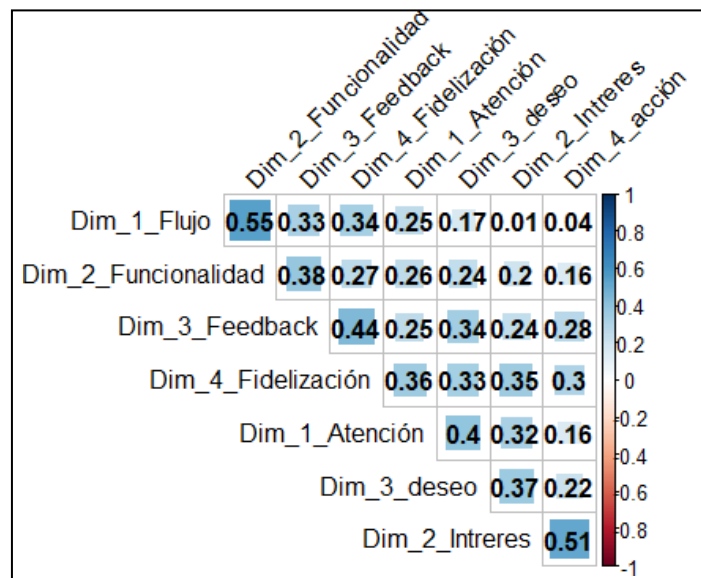 Dim_2_Funcionalidad
Dim_3_Feedback
Dim_4_Fidelización
Dim_1_Atención
Dim_3_deseo
Dim_2_Intreres
Dim_4_acción
Dim_1_Flujo 0.55 0.33 0.34 0.25 0.17 0.01 0.04
Dim_2_Funcionalidad 0.38 0.27 0.26 0.24 0.2 0.16
Dim_3_Feedback 0.44 0.25 0.34 0.24 0.28
Dim_4_Fidelización 0.36 0.33 0.35 0.3
Dim_1_Atención 0.4 0.32 0.16
Dim_3_deseo 0.37 0.22
Dim_2_Intreres 0.51
1
0.8
0.6
0.4
0.2
0
-0.2
-0.4
-0.6
-0.8
-1